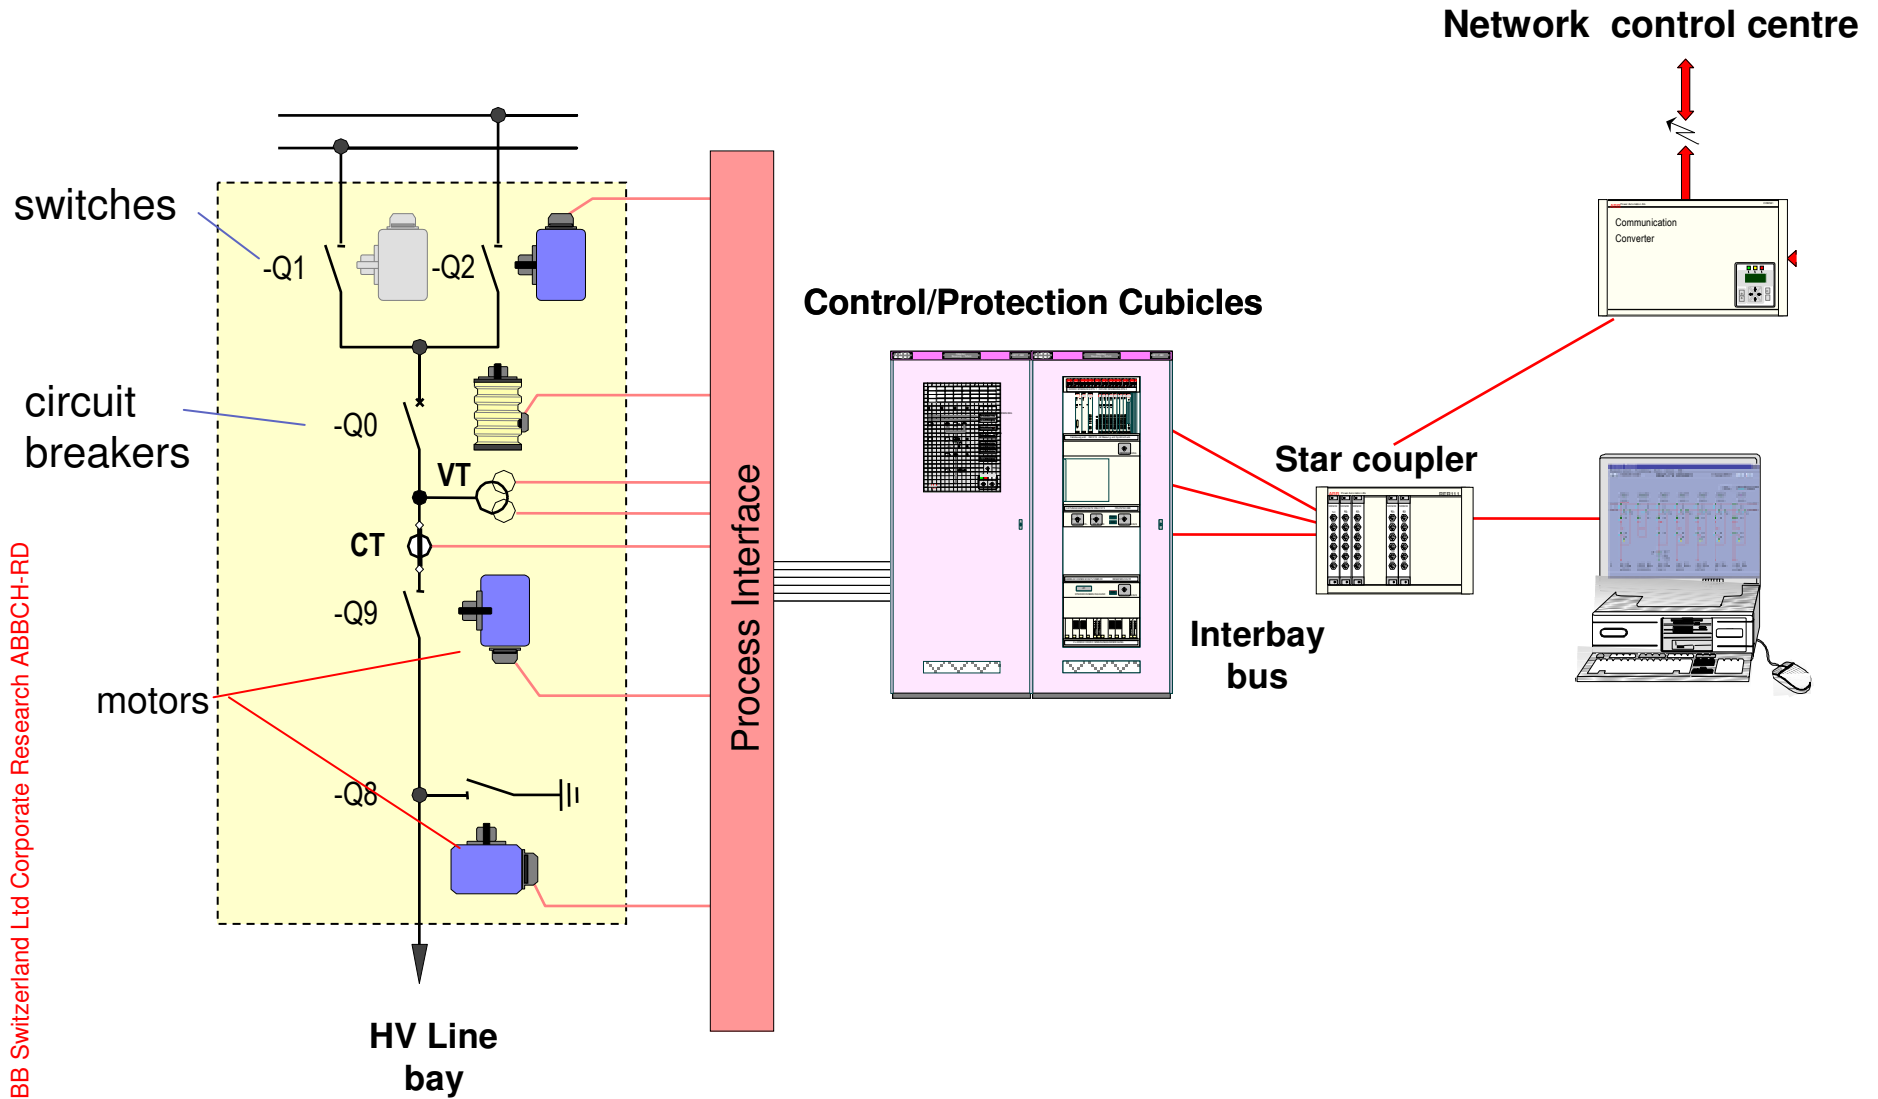 Network control centre
switches
-Q1
-Q2
Communication
Converter
Control/Protection Cubicles
circuit
breakers
-Q0
VT
Star coupler
CT
Process Interface
-Q9
Interbay
bus
motors
-Q8
HV Line
bay
BB Switzerland Ltd Corporate Research ABBCH-RD